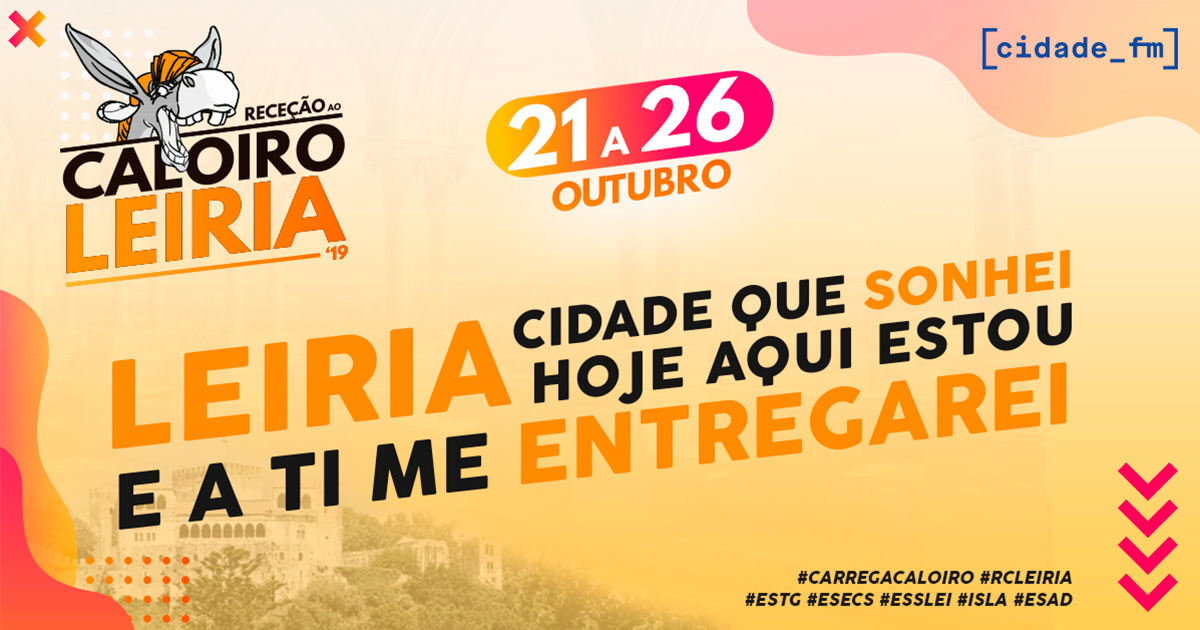 RECEÇÃO AO
CALOIRO
LEIRIA
'19
21 A 26
OUTUBRO
[cidade_fm]
LEIRIA CIDADE QUE SONHEI
HOJE AQUI ESTOU
E A TI ME ENTREGAREI
#CARREGACALOIRO #RCLEIRIA
#ESTG #ESECS #ESSLEI #ISLA #ESAD